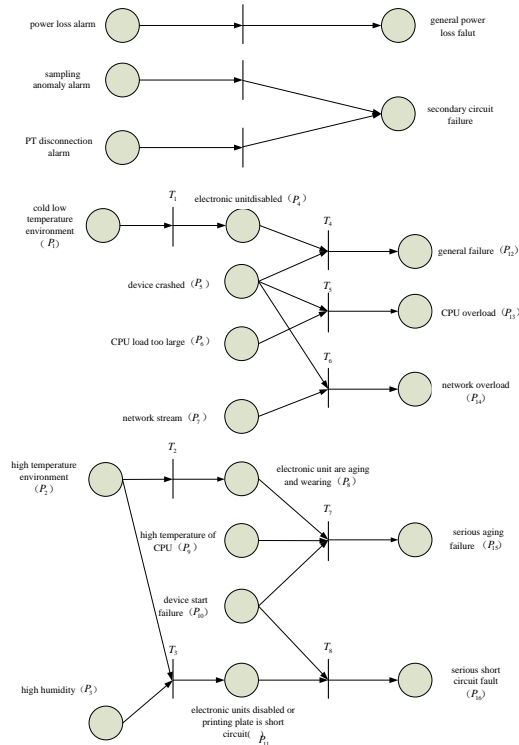 power loss alarm
general power
loss falut
sampling
anomaly alarm
secondary circuit
failure
PT disconnection
alarm
T1
electronic unitdisabled (P4)
cold low
temperature
environment
(P1)
T4
general failure (P12)
device crashed (P5)
T5
CPU overload (P13)
CPU load too large (P6)
T6
network overload
(P14)
network stream (P7)
T2
high temperature
environment
(P2)
electronic unit are aging
and wearing (P8)
T7
high temperature of
CPU (P9)
serious aging
failure (P15)
device start
failure (P10)
T3
T8
serious short
circuit fault
(P16)
high humidity (P3)
electronic units disabled or
printing plate is short
circuit( )
P11